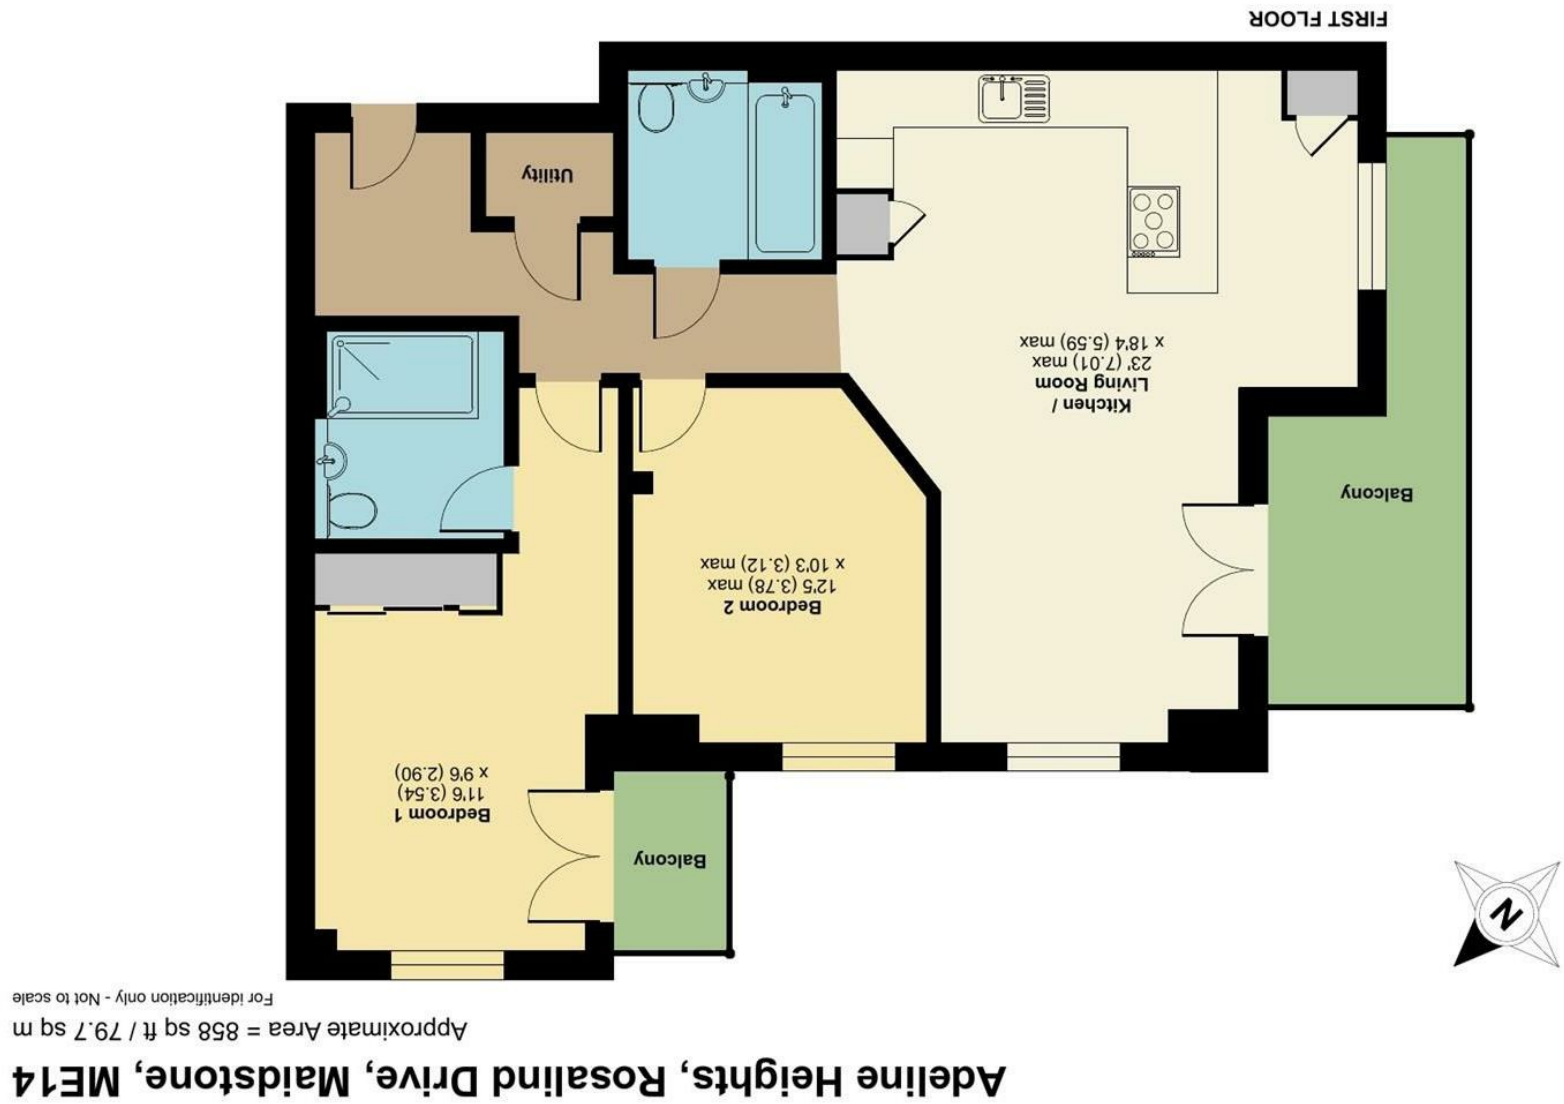 Adeline Heights, Rosalind Drive, Maidstone, ME14
Approximate Area = 858 sq ft / 79.7 sq m
For identification only - Not to scale
N
Balcony
Bedroom 1
11'6 (3.54)
x 9'6 (2.90)
Bedroom 2
12'5 (3.78) max
x 10'3 (3.12) max
Balcony
Kitchen /
Living Room
23' (7.01) max
x 18'4 (5.59) max
Utility
FIRST FLOOR